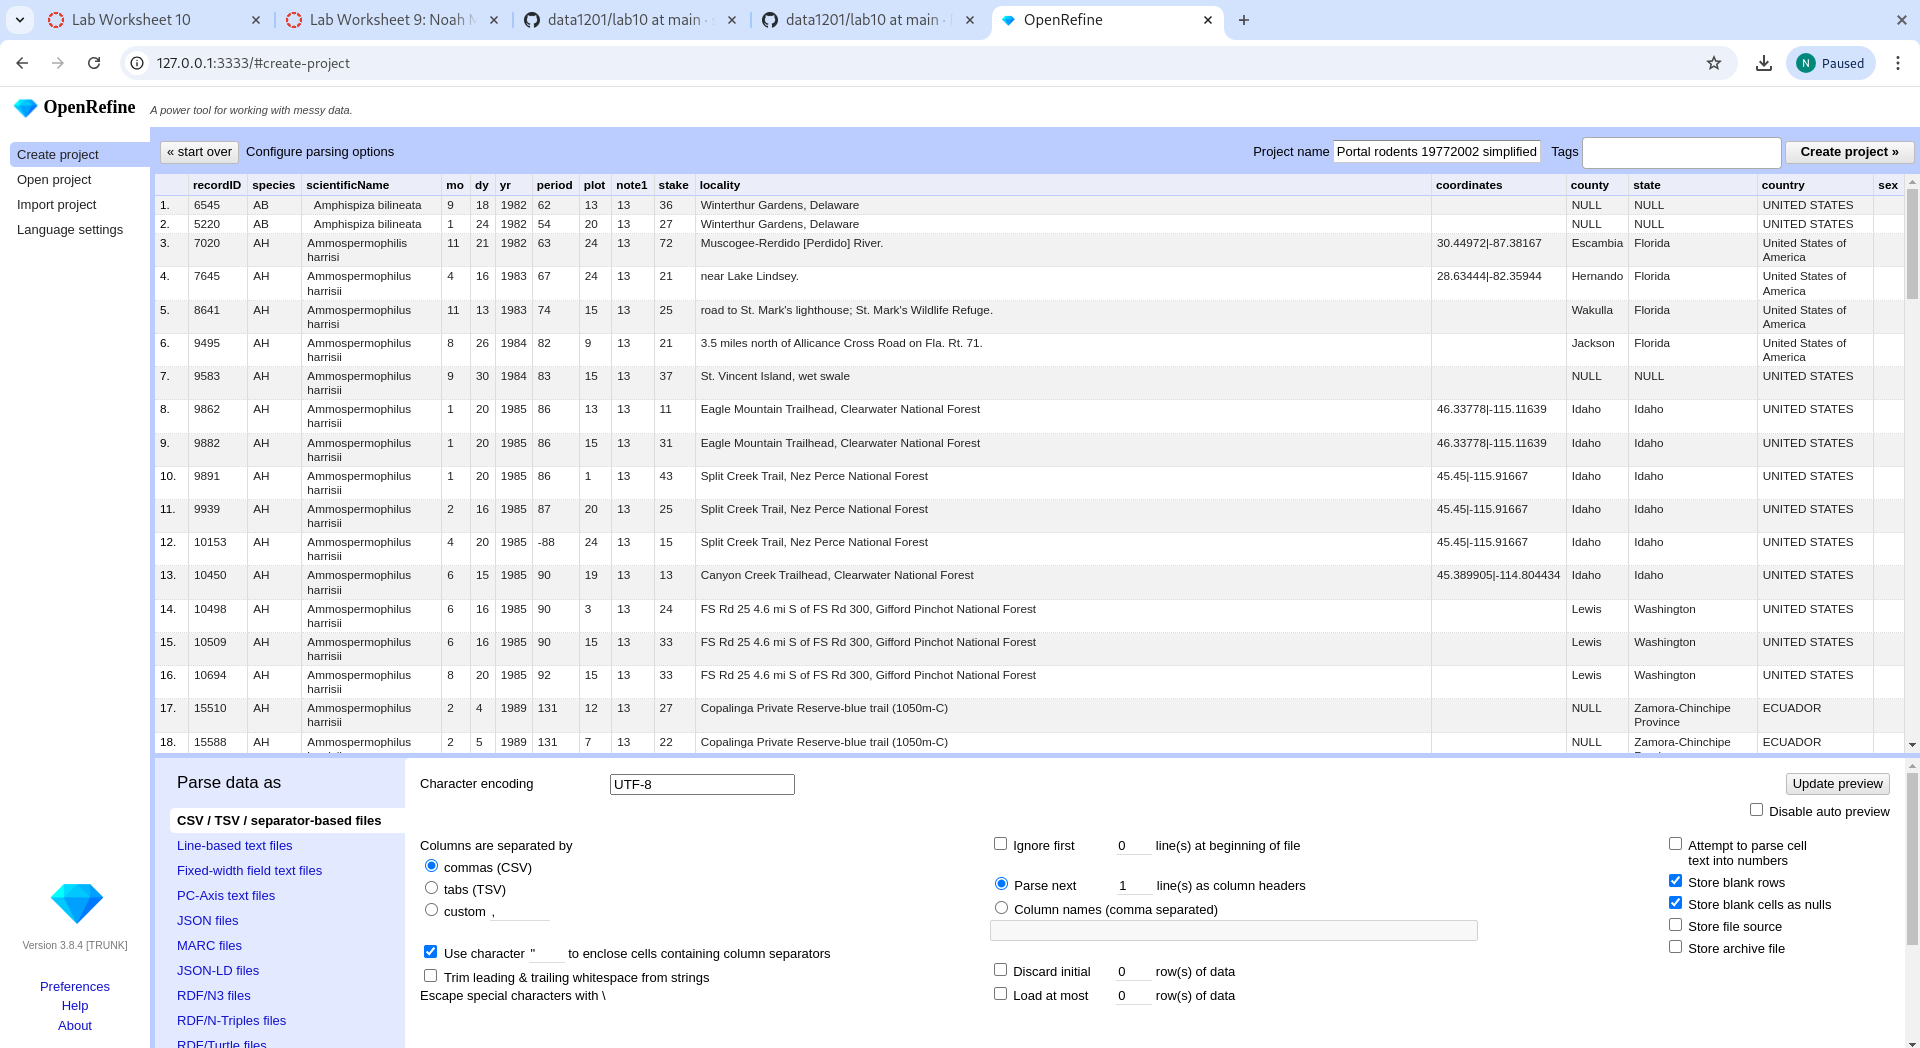 Lab Worksheet 10
Lab Worksheet 9: Noah M
data1201/lab10 at main ·
data1201/lab10 at main ·
OpenRefine
127.0.0.1:3333/#create-project
N Paused
OpenRefine A power tool for working with messy data.
Create project
Open project
Import project
Language settings
« start over Configure parsing options Project name Portal rodents 19772002 simplified Tags Create project »
recordID species scientificName mo dy yr period plot note1 stake locality coordinates county state country sex
1. 6545 AB Amphispiza bilineata 9 18 1982 62 13 13 36 Winterthur Gardens, Delaware NULL NULL UNITED STATES
2. 5220 AB Amphispiza bilineata 1 24 1982 54 20 13 27 Winterthur Gardens, Delaware NULL NULL UNITED STATES
3. 7020 AH Ammospermophilis 11 21 1982 63 24 13 72 Muscogee-Rerdido [Perdido] River. 30.44972|-87.38167 Escambia Florida United States of
harrisi America
4. 7645 AH Ammospermophilus 4 16 1983 67 24 13 21 near Lake Lindsey. 28.63444|-82.35944 Hernando Florida United States of
harrisii America
5. 8641 AH Ammospermophilus 11 13 1983 74 15 13 25 road to St. Mark's lighthouse; St. Mark's Wildlife Refuge. Wakulla Florida United States of
harrisi America
6. 9495 AH Ammospermophilus 8 26 1984 82 9 13 21 3.5 miles north of Allicance Cross Road on Fla. Rt. 71. Jackson Florida United States of
harrisii America
7. 9583 AH Ammospermophilus 9 30 1984 83 15 13 37 St. Vincent Island, wet swale NULL NULL UNITED STATES
harrisii
8. 9862 AH Ammospermophilus 1 20 1985 86 13 13 11 Eagle Mountain Trailhead, Clearwater National Forest 46.33778|-115.11639 Idaho Idaho UNITED STATES
harrisii
9. 9882 AH Ammospermophilus 1 20 1985 86 15 13 31 Eagle Mountain Trailhead, Clearwater National Forest 46.33778|-115.11639 Idaho Idaho UNITED STATES
harrisii
10. 9891 AH Ammospermophilus 1 20 1985 86 1 13 43 Split Creek Trail, Nez Perce National Forest 45.45|-115.91667 Idaho Idaho UNITED STATES
harrisii
11. 9939 AH Ammospermophilus 2 16 1985 87 20 13 25 Split Creek Trail, Nez Perce National Forest 45.45|-115.91667 Idaho Idaho UNITED STATES
harrisii
12. 10153 AH Ammospermophilus 4 20 1985 -88 24 13 15 Split Creek Trail, Nez Perce National Forest 45.45|-115.91667 Idaho Idaho UNITED STATES
harrisii
13. 10450 AH Ammospermophilus 6 15 1985 90 19 13 13 Canyon Creek Trailhead, Clearwater National Forest 45.389905|-114.804434 Idaho Idaho UNITED STATES
harrisii
14. 10498 AH Ammospermophilus 6 16 1985 90 3 13 24 FS Rd 25 4.6 mi S of FS Rd 300, Gifford Pinchot National Forest Lewis Washington UNITED STATES
harrisii
15. 10509 AH Ammospermophilus 6 16 1985 90 15 13 33 FS Rd 25 4.6 mi S of FS Rd 300, Gifford Pinchot National Forest Lewis Washington UNITED STATES
harrisii
16. 10694 AH Ammospermophilus 8 20 1985 92 15 13 33 FS Rd 25 4.6 mi S of FS Rd 300, Gifford Pinchot National Forest Lewis Washington UNITED STATES
harrisii
17. 15510 AH Ammospermophilus 2 4 1989 131 12 13 27 Copalinga Private Reserve-blue trail (1050m-C) NULL Zamora-Chinchipe ECUADOR
harrisii Province
18. 15588 AH Ammospermophilus 2 5 1989 131 7 13 22 Copalinga Private Reserve-blue trail (1050m-C) NULL Zamora-Chinchipe ECUADOR
Parse data as
CSV / TSV / separator-based files
Line-based text files
Fixed-width field text files
PC-Axis text files
JSON files
MARC files
JSON-LD files
RDF/N3 files
RDF/N-Triples files
RDF/Turtle files
Character encoding UTF-8
Update preview
Disable auto preview
Columns are separated by
commas (CSV)
tabs (TSV)
custom ,
Use character " to enclose cells containing column separators
Trim leading & trailing whitespace from strings
Escape special characters with \
Ignore first 0 line(s) at beginning of file
Parse next 1 line(s) as column headers
Column names (comma separated)
Discard initial 0 row(s) of data
Load at most 0 row(s) of data
Attempt to parse cell
text into numbers
Store blank rows
Store blank cells as nulls
Store file source
Store archive file
Version 3.8.4 [TRUNK]
Preferences
Help
About